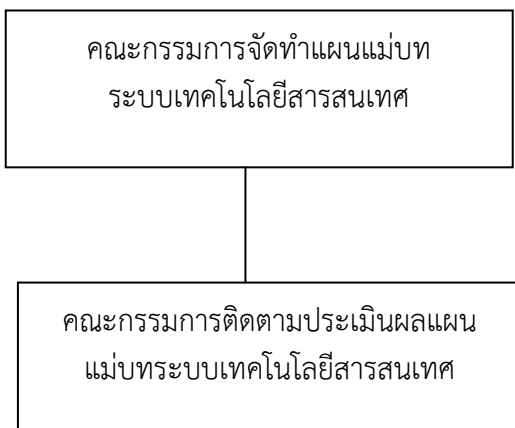 คณะกรรมการจัดทำแผนแม่บท
ระบบเทคโนโลยีสารสนเทศ
คณะกรรมการติดตามประเมินผลแผน
แม่บทระบบเทคโนโลยีสารสนเทศ